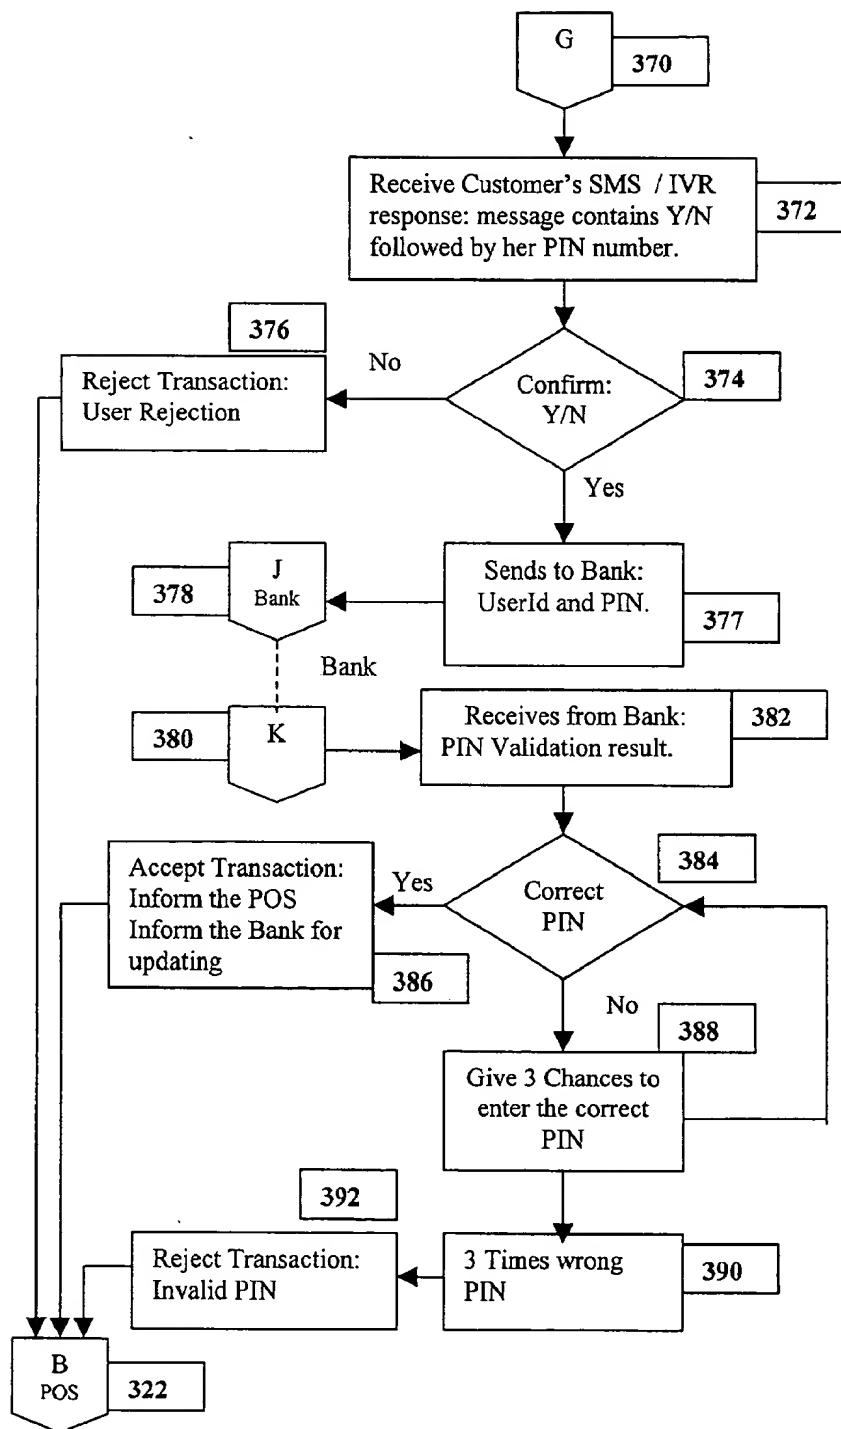 G
370
Receive Customer's SMS / IVR
response: message contains Y/N
followed by her PIN number.
372
376
Reject Transaction:
User Rejection
No
Confirm:
Y/N
374
Yes
378
J
Bank
Sends to Bank:
UserId and PIN.
377
Bank
380
K
Receives from Bank:
PIN Validation result.
382
Accept Transaction:
Inform the POS
Inform the Bank for
updating
386
Yes
Correct
PIN
384
No
388
Give 3 Chances to
enter the correct
PIN
392
Reject Transaction:
Invalid PIN
3 Times wrong
PIN
390
B
POS
322